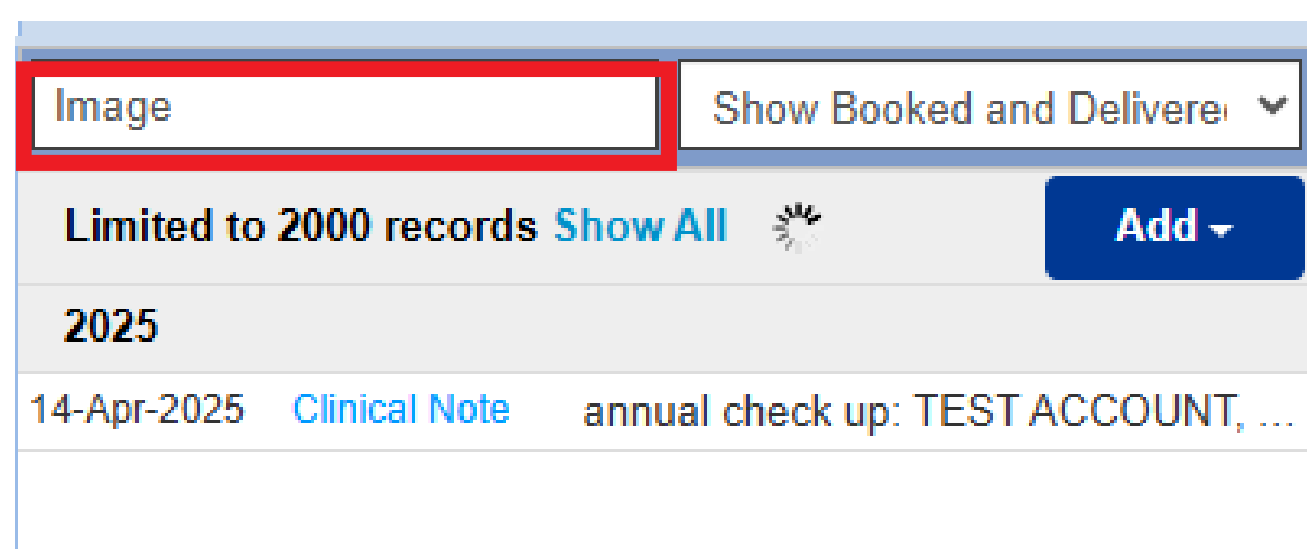 Image
Show Booked and Delivere
Limited to 2000 records Show All
Add
2025
14-Apr-2025 Clinical Note annual check up: TEST ACCOUNT, ...